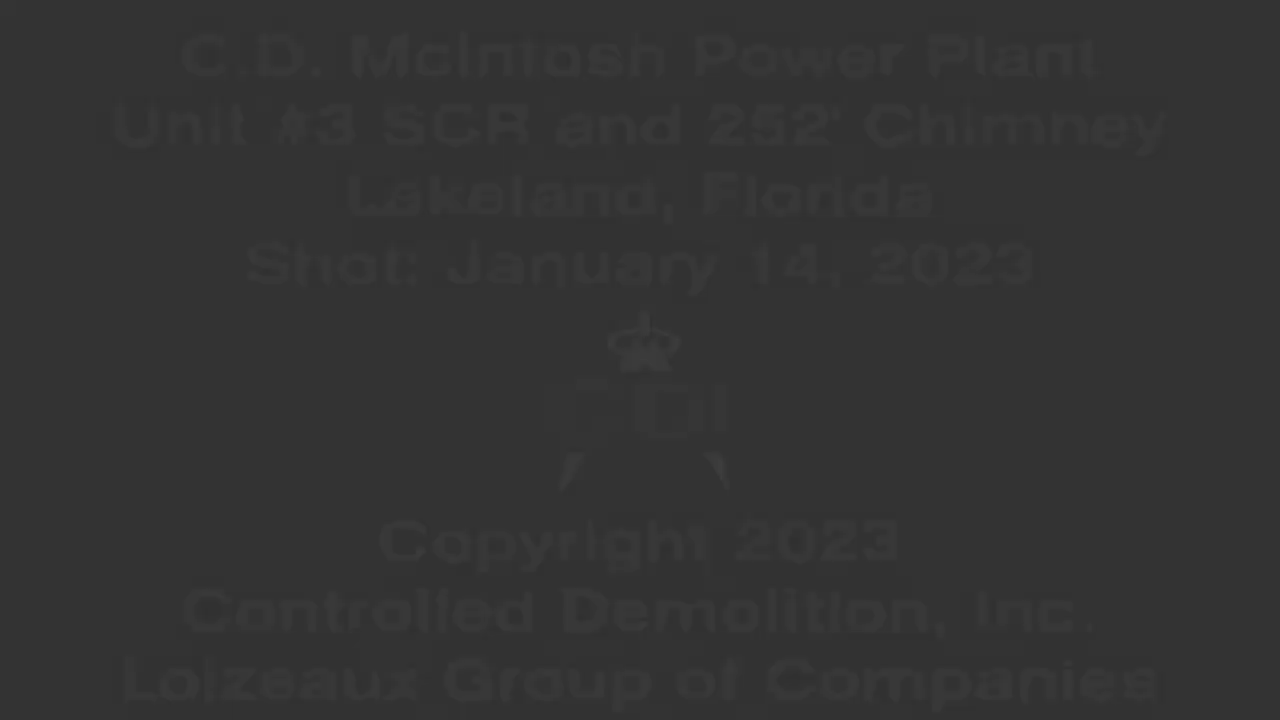 C.D. McIntosh Power Plant
Unit #3 SCR and 252' Chimney
Lakeland, Florida
Shot: January 14, 2023
CDI
Copyright 2023
Controlled Demolition, Inc.
Loizeaux Group of Companies